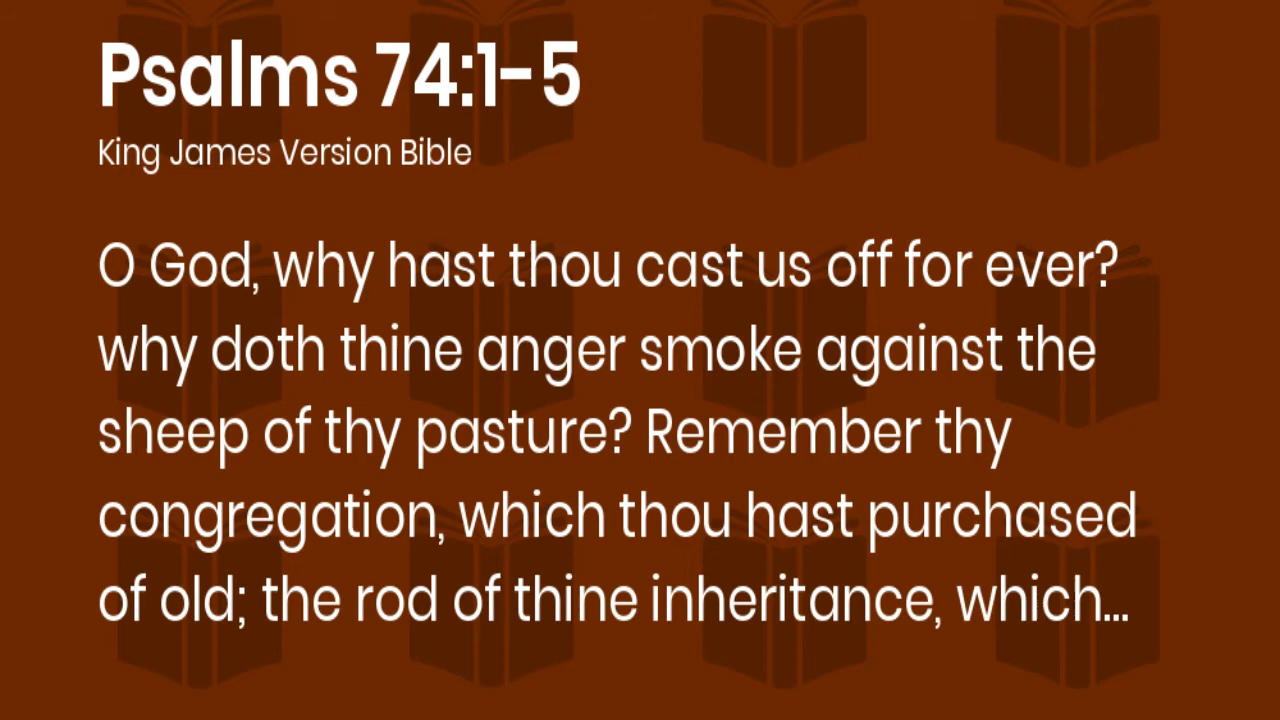 Psalms 74:1-5
King James Version Bible
O God, why hast thou cast us off for ever?
why doth thine anger smoke against the
sheep of thy pasture? Remember thy
congregation, which thou hast purchased
of old; the rod of thine inheritance, which...